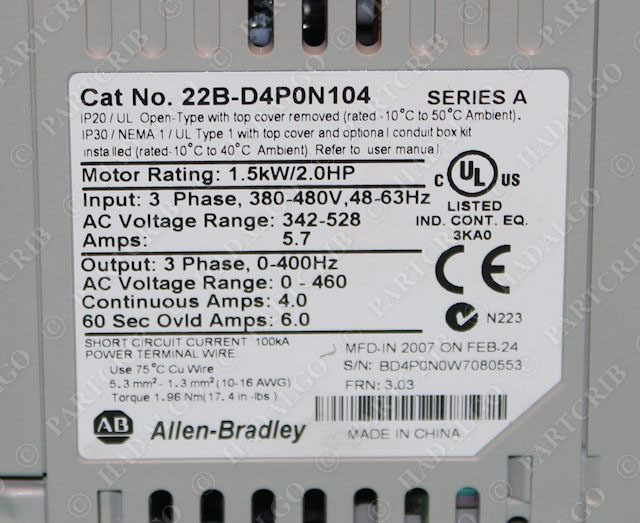 Cat No. 22B-D4P0N104 SERIES A
IP20 / UL Open-Type with top cover removed (rated -10°C to 50°C Ambient).
IP30 / NEMA 1 / UL Type 1 with top cover and optional conduit box kit
installed (rated-10°C to 40°C Ambient), Refer to user manual
Motor Rating: 1.5kW/2.0HP
Input: 3 Phase, 380-480V,48-63Hz
AC Voltage Range: 342-528
Amps: 5.7
Output: 3 Phase, 0-400Hz
AC Voltage Range: 0 - 460
Continuous Amps: 4.0
60 Sec Ovld Amps: 6.0
SHORT CIRCUIT CURRENT 100kA
POWER TERMINAL WIRE
Use 75°C Cu Wire
5.3 mm² - 1.3 mm² (10-16 AWG)
Torque 1.96 Nm(17.4 in-lbs)
AB Allen-Bradley
C UL US
LISTED
IND. CONT. EQ.
3KA0
CE
N223
MFD-IN 2007 ON FEB-24
S/N: BD4P0N0W7080553
FRN: 3.03
MADE IN CHINA
PARTCRIB
© HADALGO